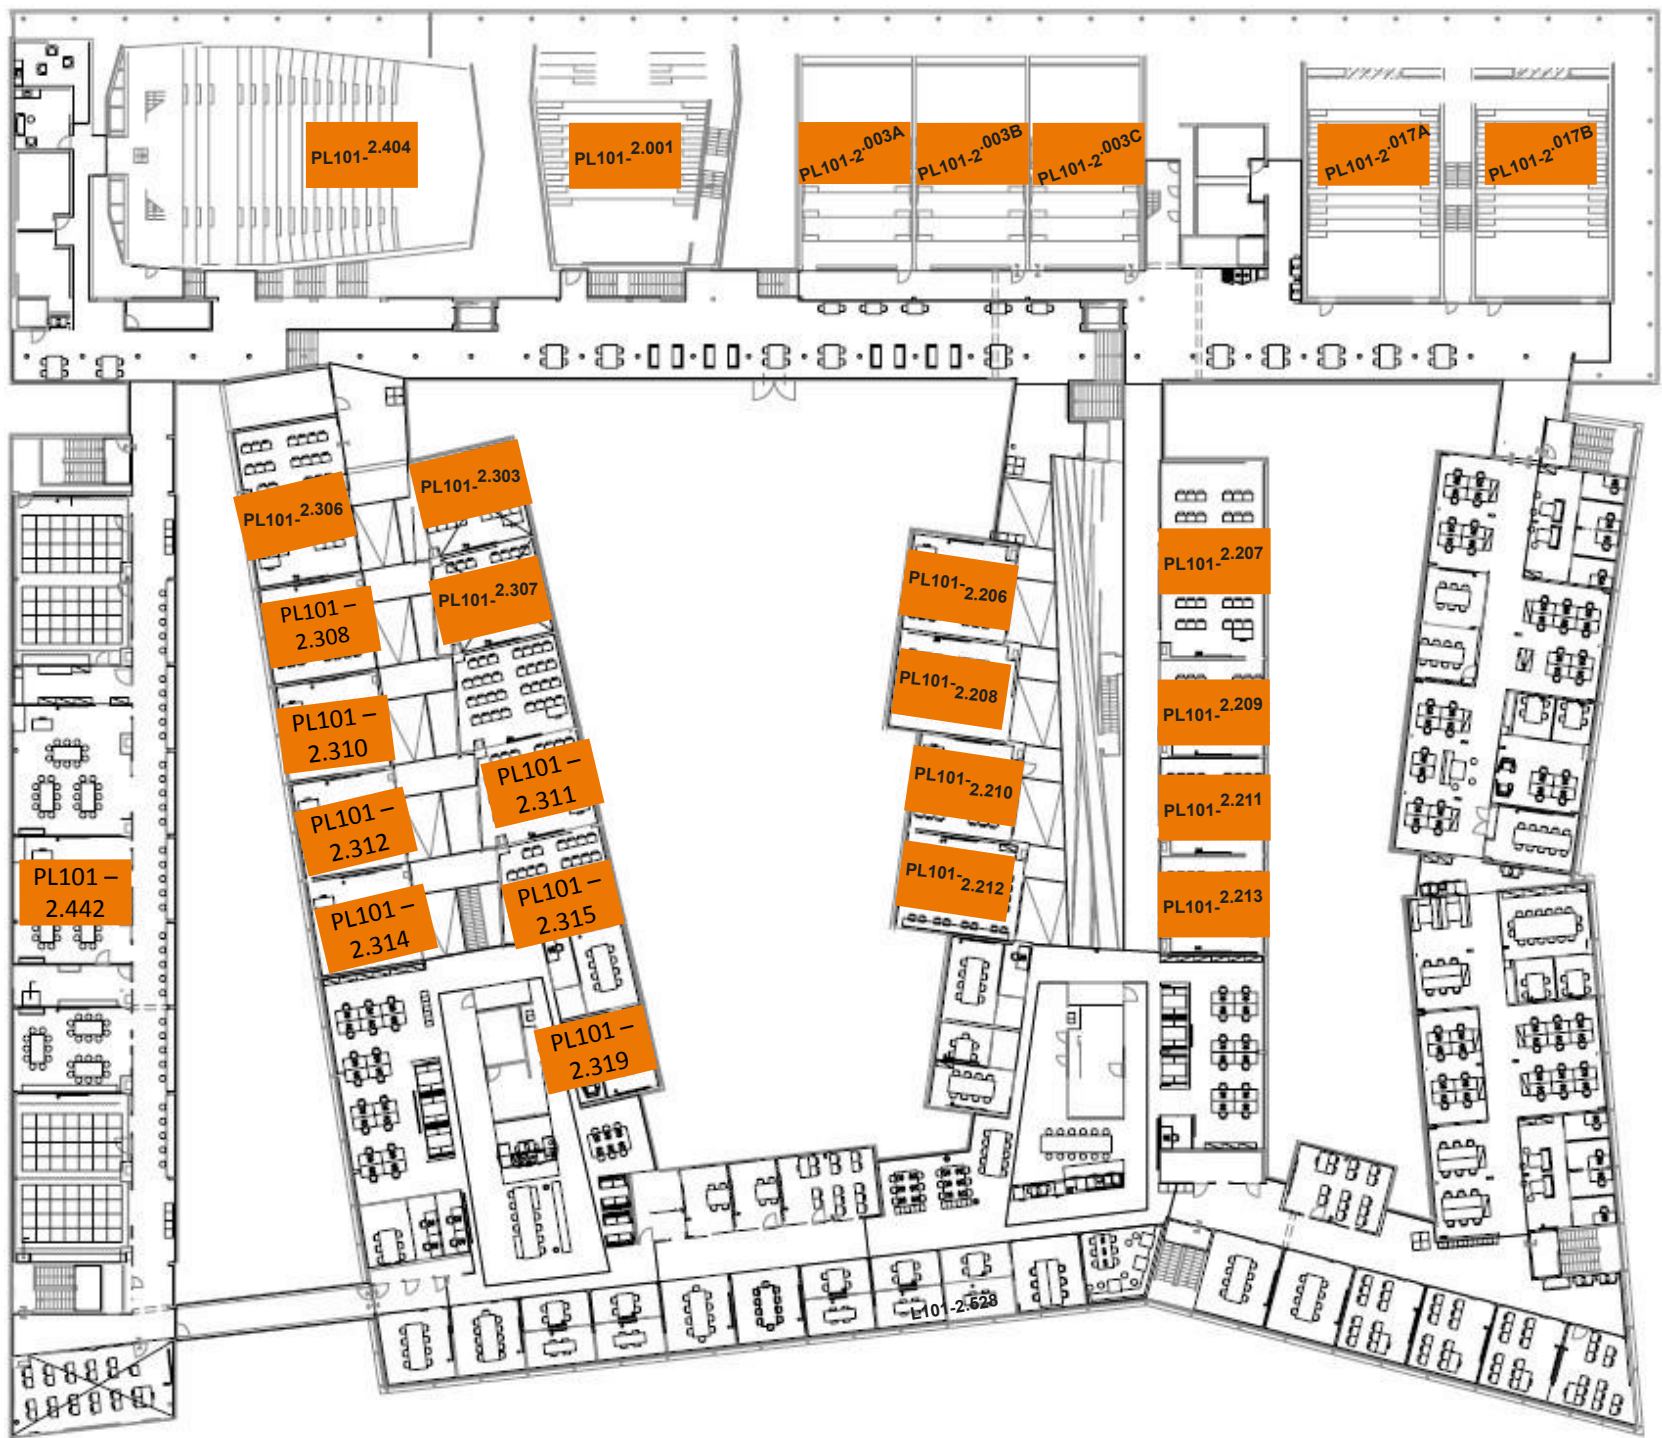 PL101-2.404
PL101-2.001
PL101-2.003A
PL101-2.003B
PL101-2.003C
PL101-2.017A
PL101-2.017B
PL101-2.306
PL101-2.303
PL101 –
2.308
PL101-2.307
PL101 –
2.310
PL101 –
2.312
PL101 –
2.311
PL101 –
2.314
PL101 –
2.315
PL101 –
2.319
PL101 –
2.442
PL101-2.206
PL101-2.208
PL101-2.210
PL101-2.212
PL101-2.207
PL101-2.209
PL101-2.211
PL101-2.213
L101-2.528